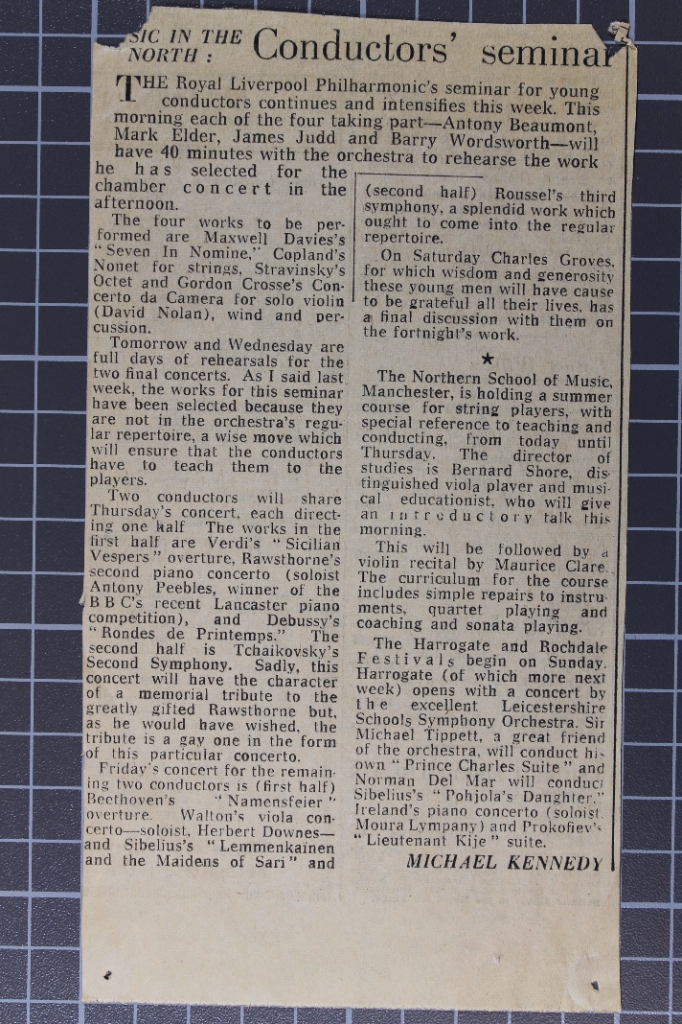 SIC IN THE
NORTH :
Conductors' seminar
THE Royal Liverpool Philharmonic's seminar for young
conductors continues and intensifies this week. This
morning each of the four taking part—Antony Beaumont,
Mark Elder, James Judd and Barry Wordsworth—will
have 40 minutes with the orchestra to rehearse the work
he has selected for the
chamber concert in the
afternoon.
The four works to be per-
formed are Maxwell Davies's
"Seven In Nomine," Copland's
Nonet for strings, Stravinsky's
Octet and Gordon Crosse's Con-
certo da Camera for solo violin
(David Nolan), wind and per-
cussion.
Tomorrow and Wednesday are
full days of rehearsals for the
two final concerts. As I said last
week, the works for this seminar
have been selected because they
are not in the orchestra's regu-
lar repertoire, a wise move which
will ensure that the conductors
have to teach them to the
players.
Two conductors will share
Thursday's concert, each direct-
ing one half The works in the
first half are Verdi's "Sicilian
Vespers" overture, Rawsthorne's
second piano concerto (soloist
Antony Peebles, winner of the
BBC's recent Lancaster piano
competition), and Debussy's
"Rondes de Printemps." The
second half is Tchaikovsky's
Second Symphony. Sadly, this
concert will have the character
of a memorial tribute to the
greatly gifted Rawsthorne but,
as he would have wished, the
tribute is a gay one in the form
of this particular concerto.
Friday's concert for the remain-
ing two conductors is (first half)
Beethoven's "Namensfeier"
overture. Walton's viola con-
certo—soloist, Herbert Downes—
and Sibelius's "Lemmenkainen
and the Maidens of Sari" and
(second half) Roussel's third
symphony, a splendid work which
ought to come into the regular
repertoire.
On Saturday Charles Groves,
for which wisdom and generosity
these young men will have cause
to be grateful all their lives, has
a final discussion with them on
the fortnight's work.
★
The Northern School of Music,
Manchester, is holding a summer
course for string players, with
special reference to teaching and
conducting, from today until
Thursday. The director of
studies is Bernard Shore, dis-
tinguished viola player and musi-
cal educationist, who will give
an introductory talk this
morning.
This will be followed by a
violin recital by Maurice Clare.
The curriculum for the course
includes simple repairs to instru-
ments, quartet playing and
coaching and sonata playing.
The Harrogate and Rochdale
Festivals begin on Sunday.
Harrogate (of which more next
week) opens with a concert by
the excellent Leicestershire
Schools Symphony Orchestra. Sir
Michael Tippett, a great friend
of the orchestra, will conduct his
own "Prince Charles Suite" and
Norman Del Mar will conduct
Sibelius's "Pohjola's Daughter,"
Ireland's piano concerto (soloist,
Moura Lympany) and Prokofiev's
"Lieutenant Kije" suite.
MICHAEL KENNEDY